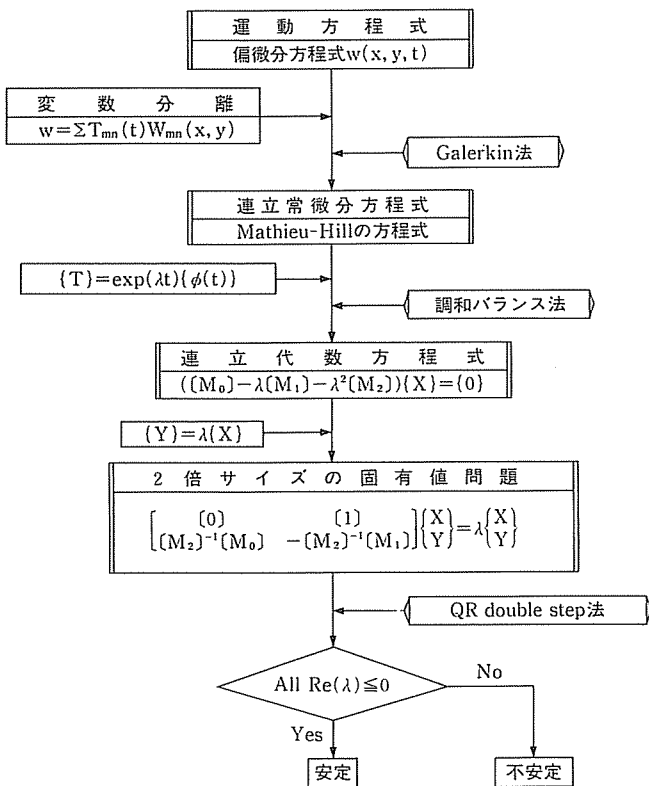 運動方程式
偏微分方程式w(x,y,t)
変数分離
w=ΣTmn(t)Wmn(x,y)
Galerkin法
連立常微分方程式
Mathieu-Hillの方程式
{T}=exp(λt){φ(t)}
調和バランス法
連立代数方程式
([M₀]-λ[M₁]-λ²[M₂]){X}={0}
{Y}=λ{X}
2倍サイズの固有値問題
[0] [1] {X}=λ{X}
[M₂]⁻¹[M₀] -[M₂]⁻¹[M₁] {Y} {Y}
QR double step法
All Re(λ)≦0
No
Yes
安定
不安定